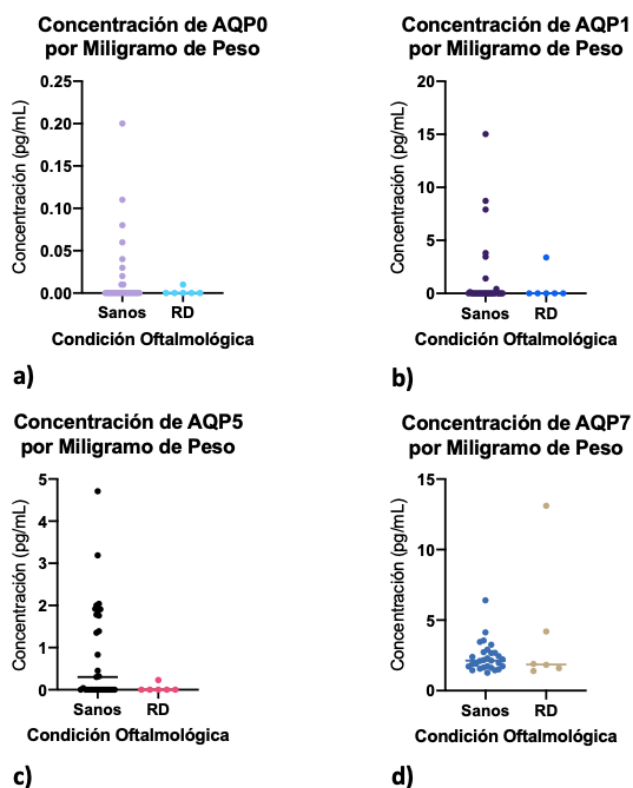 Concentración de AQP0
por Miligramo de Peso
Concentración (pg/mL)
0.25
0.20
0.15
0.10
0.05
0.00
Sanos RD
Condición Oftalmológica
a)
Concentración de AQP1
por Miligramo de Peso
Concentración (pg/mL)
20
15
10
5
0
Sanos RD
Condición Oftalmológica
b)
Concentración de AQP5
por Miligramo de Peso
Concentración (pg/mL)
5
4
3
2
1
0
Sanos RD
Condición Oftalmológica
c)
Concentración de AQP7
por Miligramo de Peso
Concentración (pg/mL)
15
10
5
0
Sanos RD
Condición Oftalmológica
d)